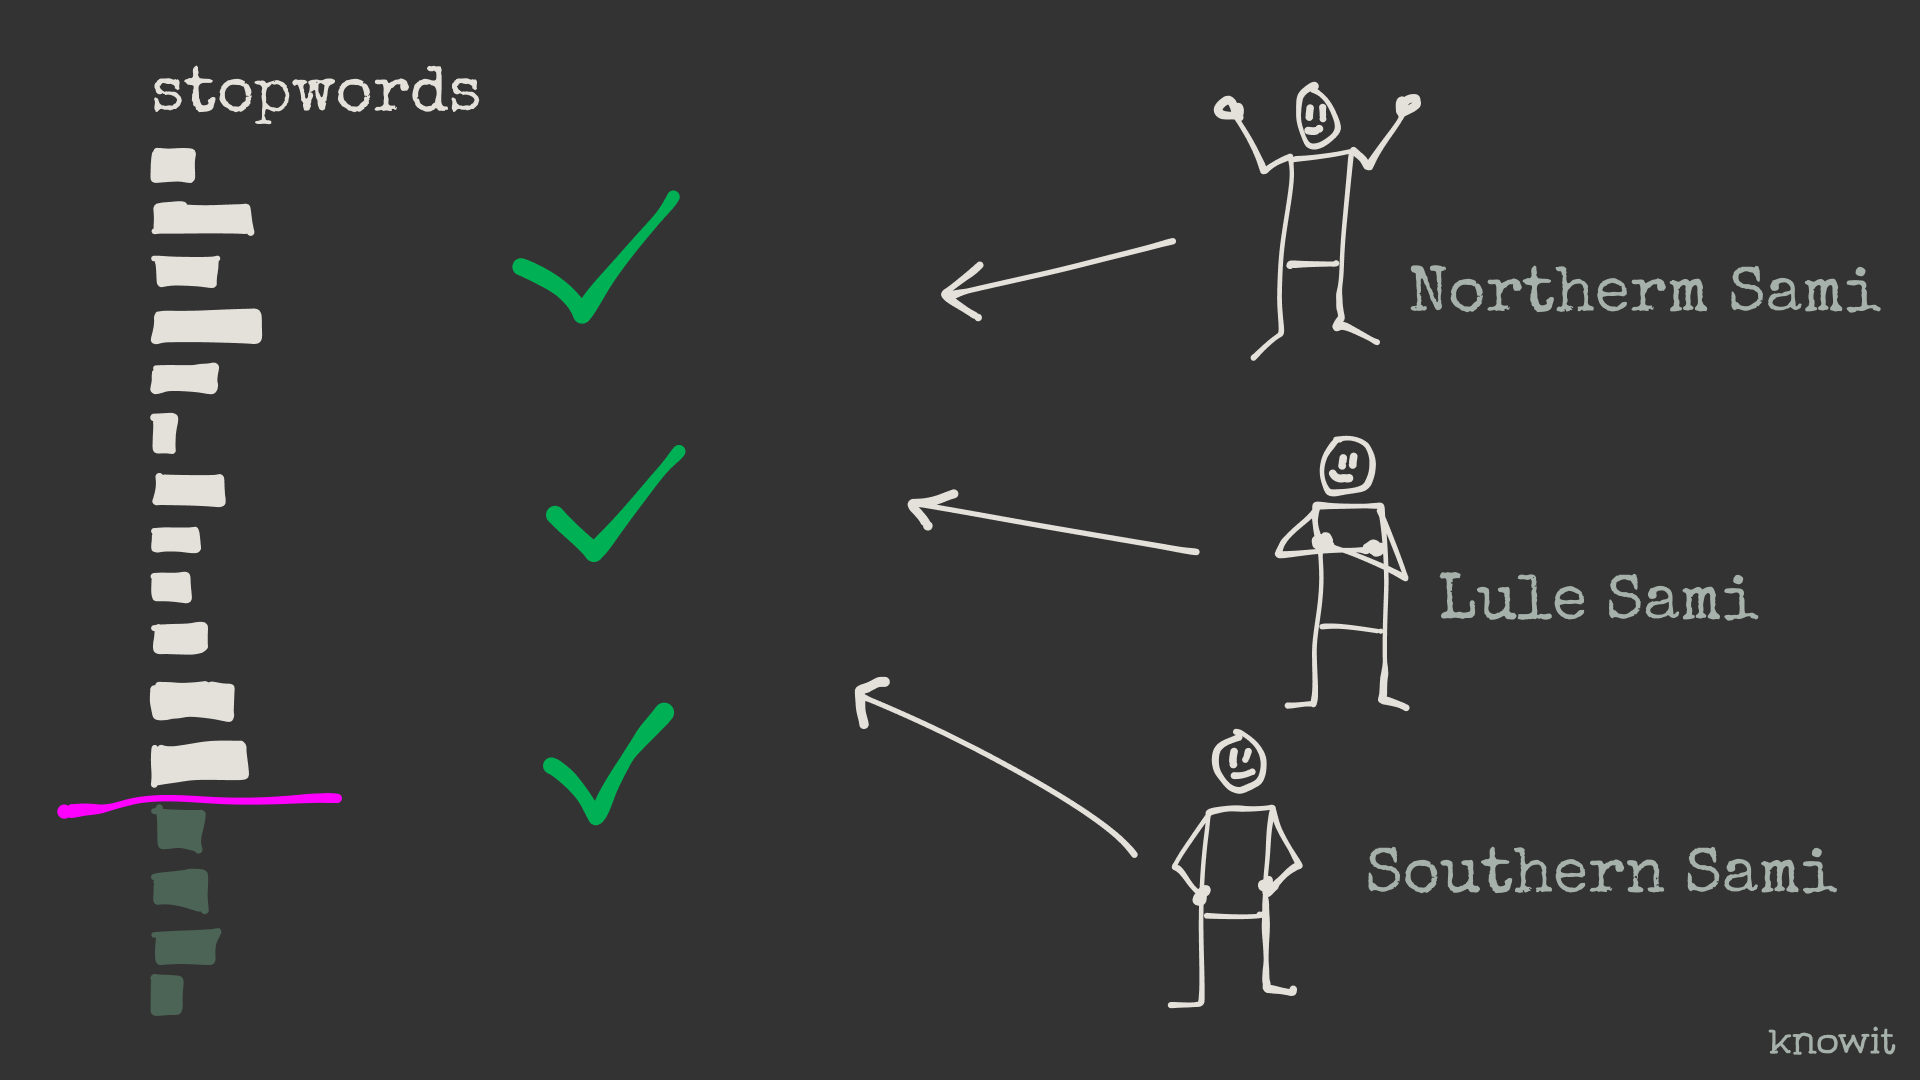 stopwords
Northerm Sami
Lule Sami
Southern Sami
knowit